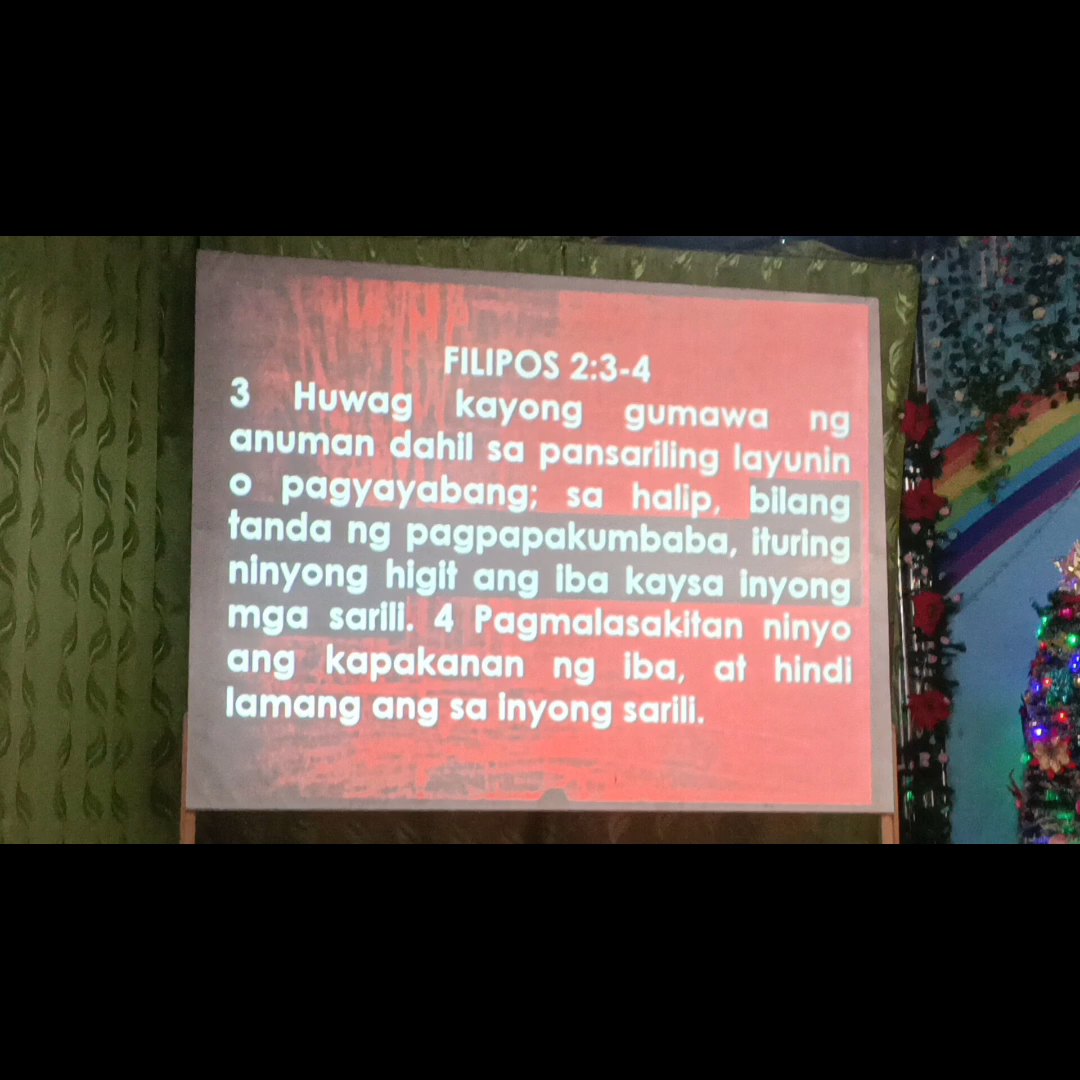 FILIPOS 2:3-4
3 Huwag kayong gumawa ng
anuman dahil sa pansariling layunin
o pagyayabang; sa halip, bilang
tanda ng pagpapakumbaba, ituring
ninyong higit ang iba kaysa inyong
mga sarili. 4 Pagmalasakitan ninyo
ang kapakanan ng iba, at hindi
lamang ang sa inyong sarili.